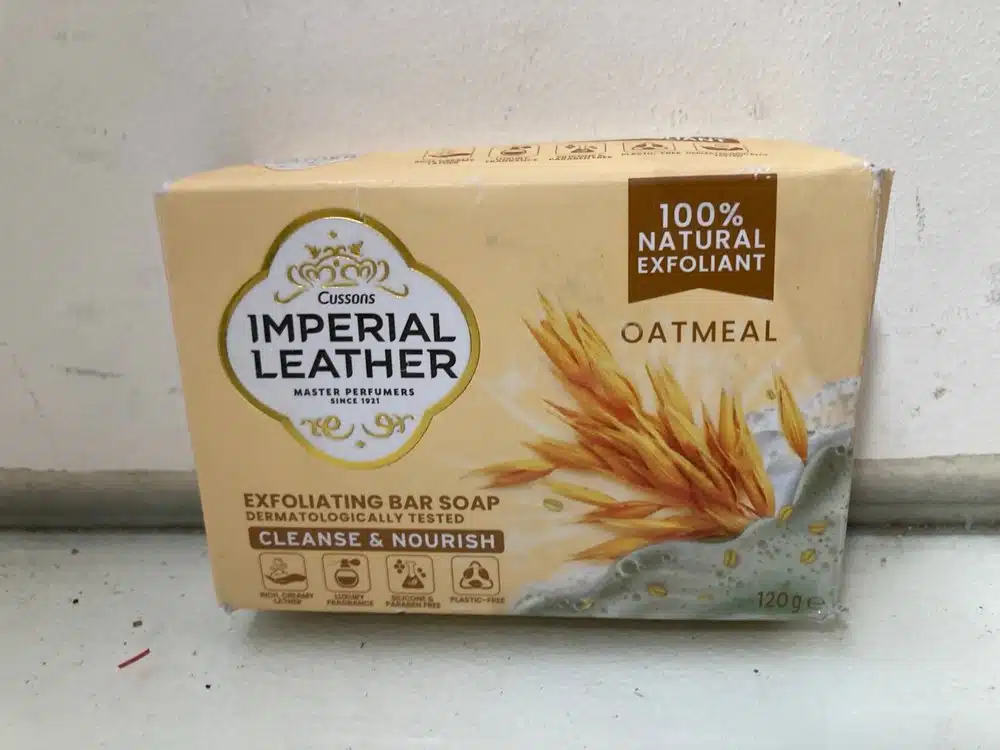 100%
NATURAL
EXFOLIANT
OATMEAL
Cussons
IMPERIAL
LEATHER
MASTER PERFUMERS
SINCE 1921
EXFOLIATING BAR SOAP
DERMATOLOGICALLY TESTED
CLEANSE & NOURISH
RICH, CREAMY
LATHER
LUXURY
FRAGRANCE
SILICONE &
PARABEN FREE
PLASTIC-FREE
120g e